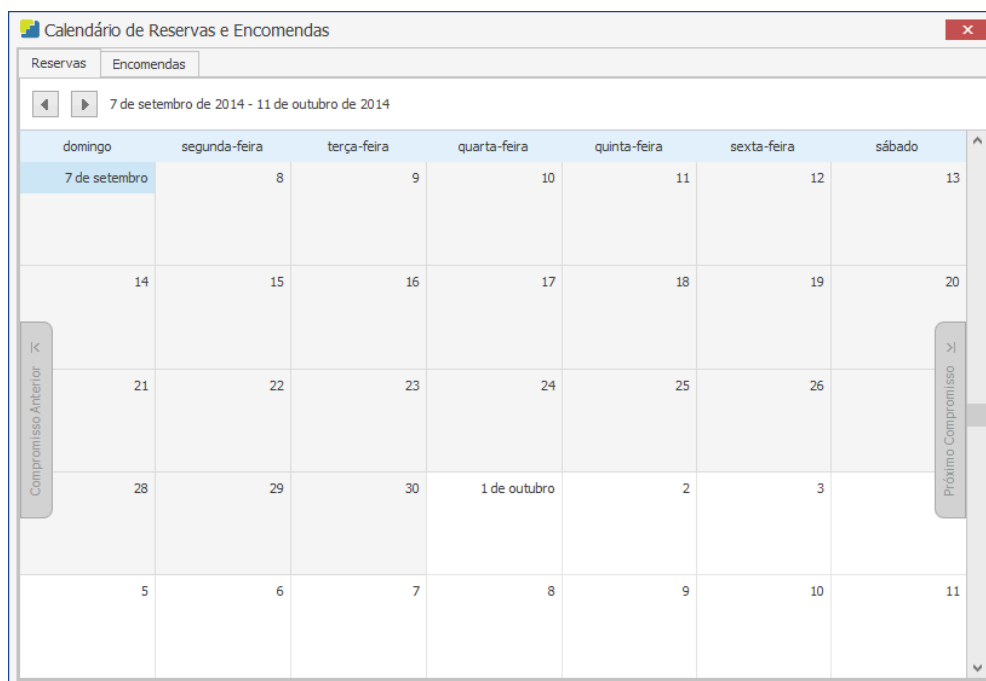 Calendário de Reservas e Encomendas
Reservas Encomendas
7 de setembro de 2014 - 11 de outubro de 2014
domingo segunda-feira terça-feira quarta-feira quinta-feira sexta-feira sábado
7 de setembro 8 9 10 11 12 13
14 15 16 17 18 19 20
Compromisso Anterior
Próximo Compromisso
21 22 23 24 25 26
28 29 30 1 de outubro 2 3
5 6 7 8 9 10 11